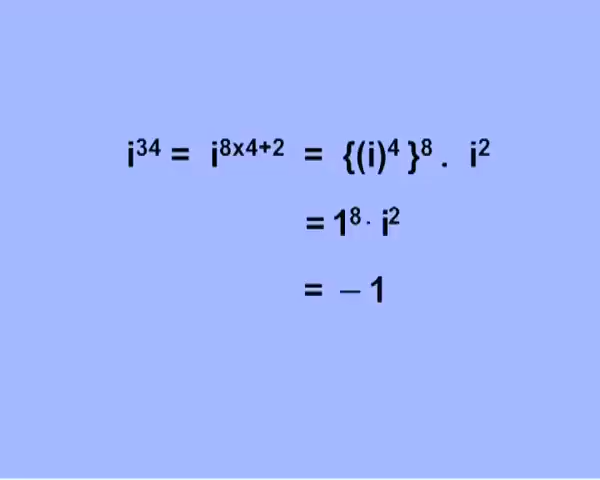 i³⁴ = i⁸ˣ⁴⁺² = {(i)⁴ }⁸ . i²
= 1⁸ · i²
= – 1